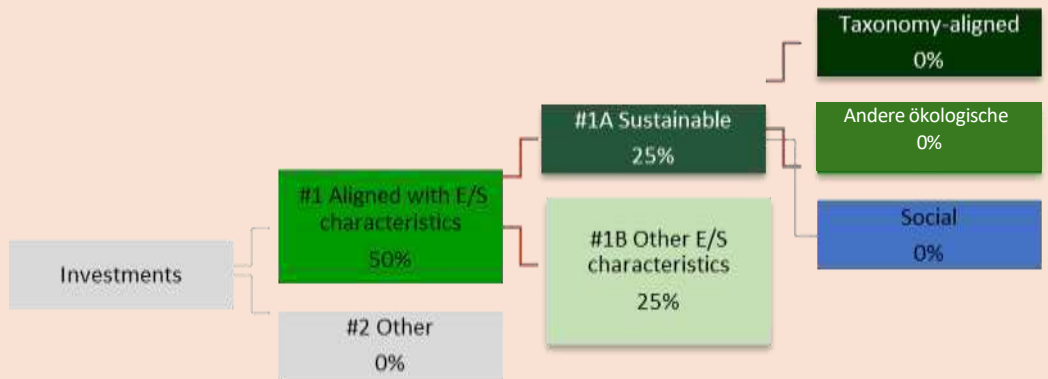 Investments
#1 Aligned with E/S
characteristics
50%
#2 Other
0%
#1A Sustainable
25%
#1B Other E/S
characteristics
25%
Taxonomy-aligned
0%
Andere ökologische
0%
Social
0%